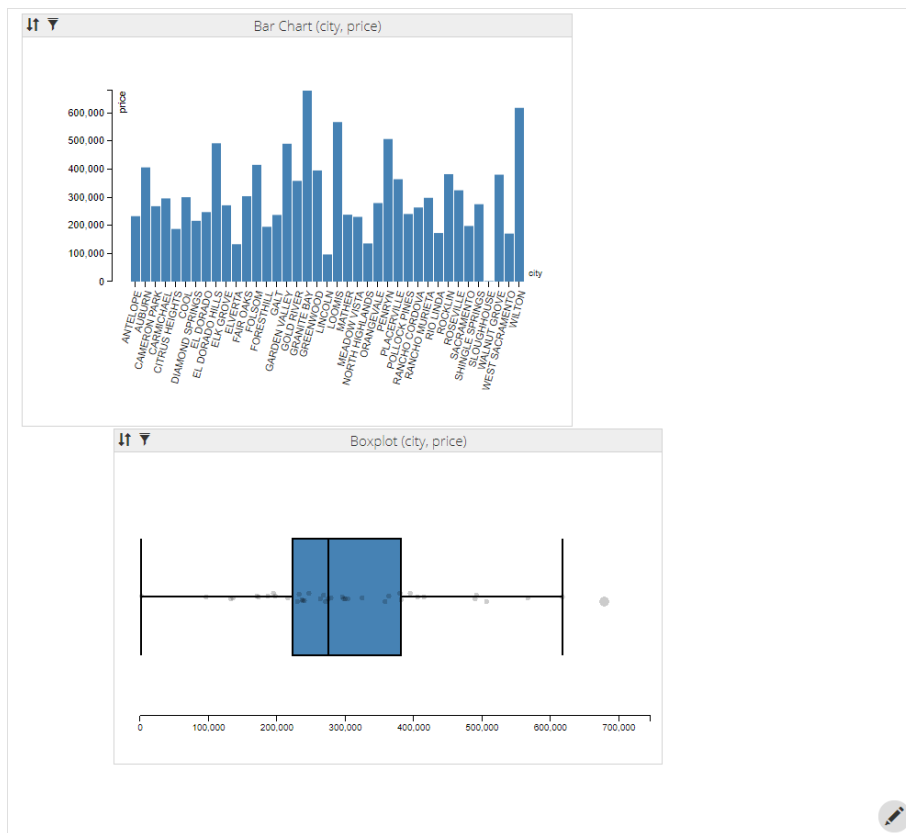 Bar Chart (city, price)
price
600,000
500,000
400,000
300,000
200,000
100,000
0
city
ANTELOPE
AUBURN
CAMERON PARK
CARMICHAEL
CITRUS HEIGHTS
COOL
DIAMOND SPRINGS
EL DORADO
EL DORADO HILLS
ELK GROVE
ELVERTA
FAIR OAKS
FOLSOM
FORESTHILL
GALT
GARDEN VALLEY
GOLD RIVER
GRANITE BAY
GREENWOOD
LINCOLN
LOOMIS
MATHER
MEADOW VISTA
NORTH HIGHLANDS
ORANGEVALE
PENRYN
PLACERVILLE
POLLOCK PINES
RANCHO CORDOVA
RANCHO MURIETA
RIO LINDA
ROCKLIN
ROSEVILLE
SACRAMENTO
SHINGLE SPRINGS
SLOUGHHOUSE
WALNUT GROVE
WEST SACRAMENTO
WILTON
Boxplot (city, price)
0 100,000 200,000 300,000 400,000 500,000 600,000 700,000